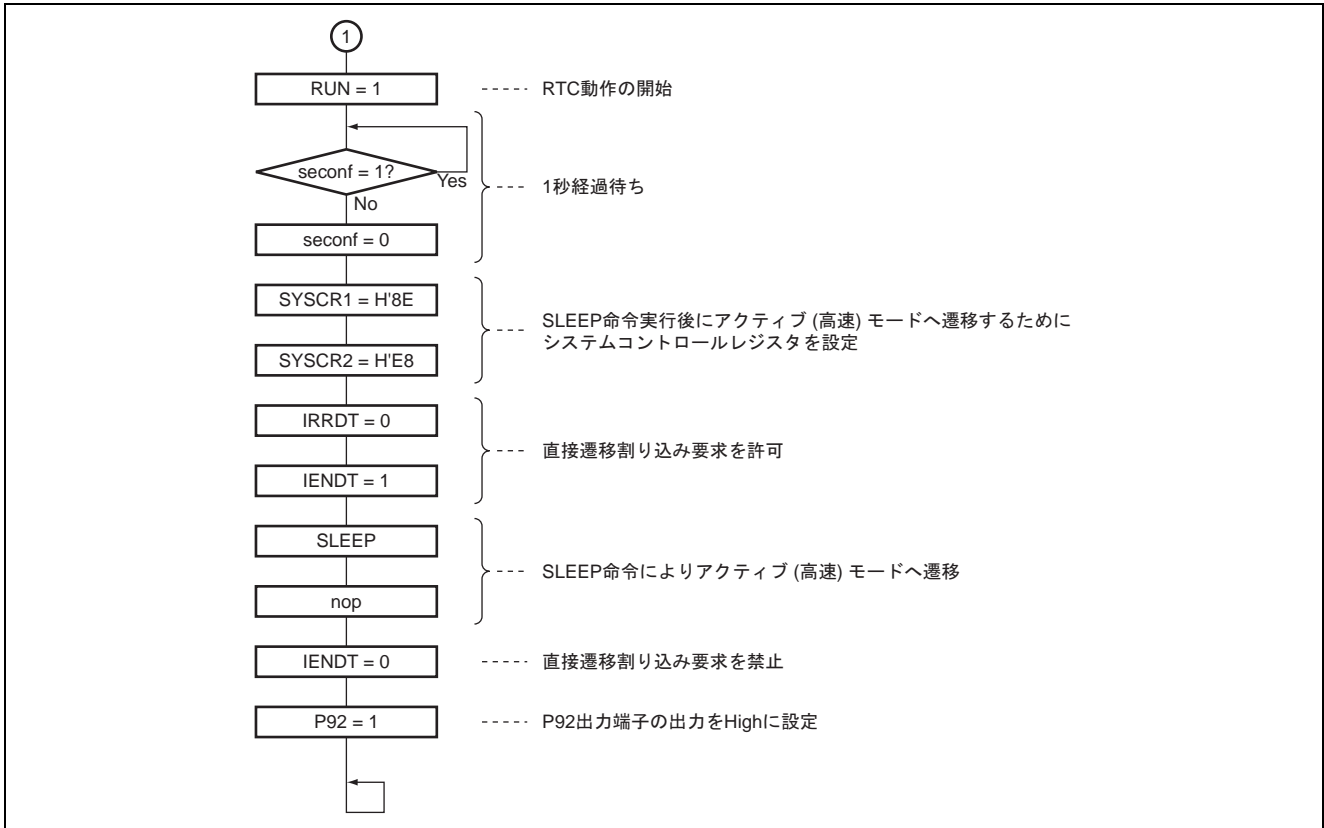 1
RUN = 1
RTC動作の開始
seconf = 1?
Yes
No
1秒経過待ち
seconf = 0
SYSCR1 = H'8E
SYSCR2 = H'E8
SLEEP命令実行後にアクティブ (高速) モードへ遷移するために
システムコントロールレジスタを設定
IRRDT = 0
IENDT = 1
直接遷移割り込み要求を許可
SLEEP
nop
SLEEP命令によりアクティブ (高速) モードへ遷移
IENDT = 0
直接遷移割り込み要求を禁止
P92 = 1
P92出力端子の出力をHighに設定